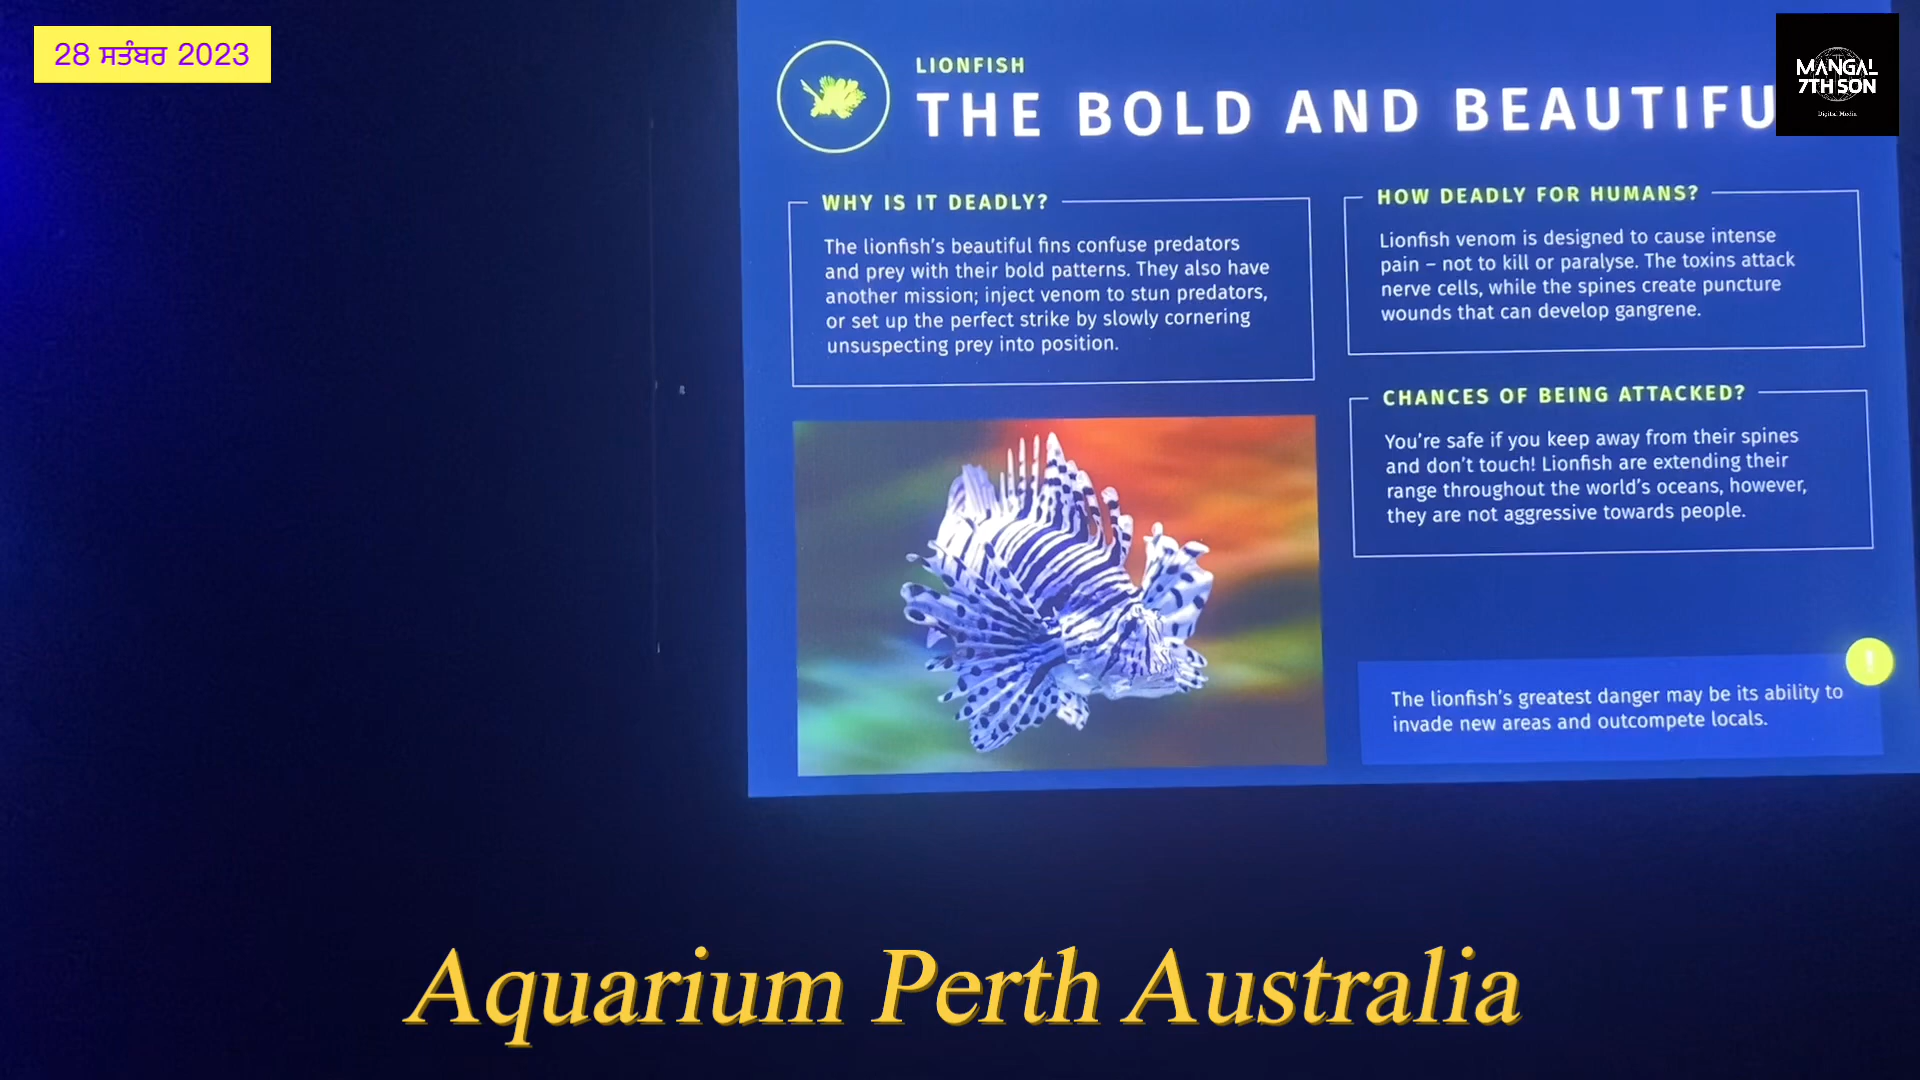 28 ਸਤੰਬਰ 2023
MANGAL
7TH SON
Digital Media
LIONFISH
THE BOLD AND BEAUTIFU
WHY IS IT DEADLY?
The lionfish's beautiful fins confuse predators
and prey with their bold patterns. They also have
another mission; inject venom to stun predators,
or set up the perfect strike by slowly cornering
unsuspecting prey into position.
HOW DEADLY FOR HUMANS?
Lionfish venom is designed to cause intense
pain – not to kill or paralyse. The toxins attack
nerve cells, while the spines create puncture
wounds that can develop gangrene.
CHANCES OF BEING ATTACKED?
You're safe if you keep away from their spines
and don't touch! Lionfish are extending their
range throughout the world's oceans, however,
they are not aggressive towards people.
!
The lionfish's greatest danger may be its ability to
invade new areas and outcompete locals.
Aquarium Perth Australia